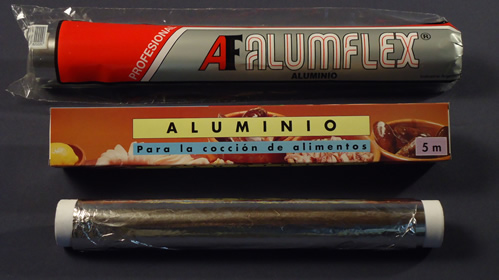 PROFESIONAL
AF ALUMFLEX®
ALUMINIO
ALUMINIO
Para la cocción de alimentos
5 m